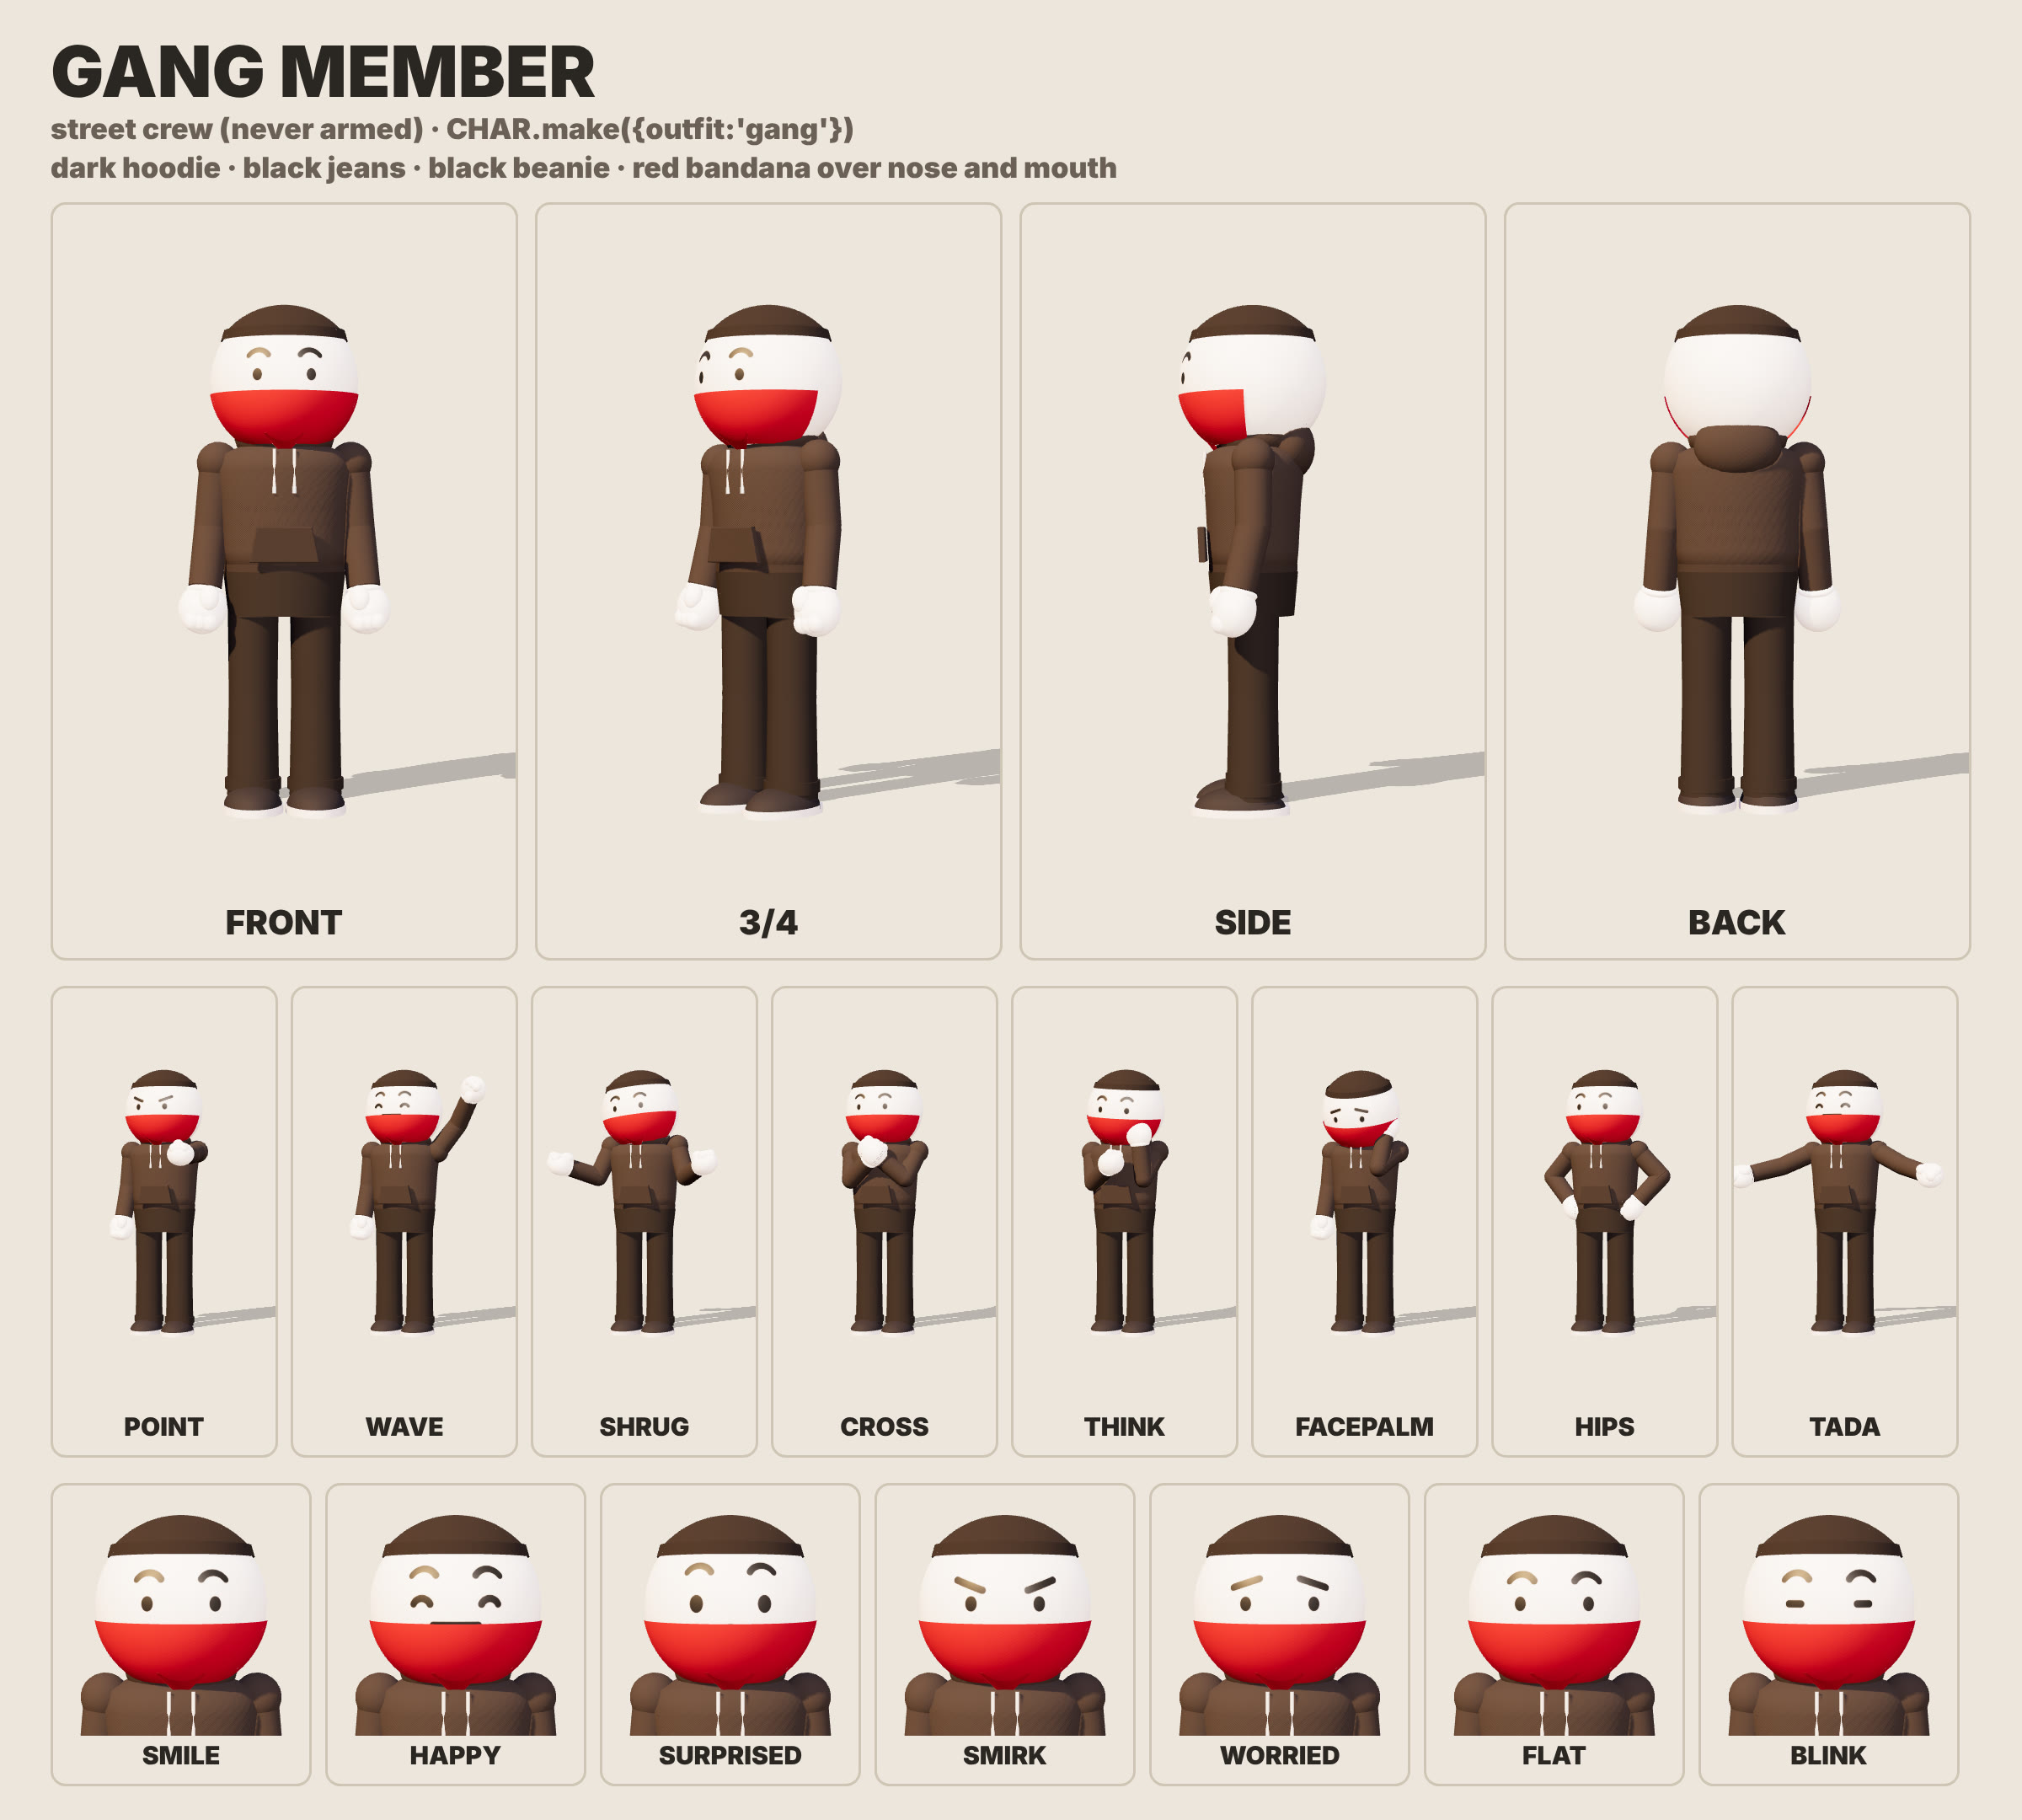 GANG MEMBER
street crew (never armed) · CHAR.make({outfit:'gang'})
dark hoodie · black jeans · black beanie · red bandana over nose and mouth
FRONT
3/4
SIDE
BACK
POINT
WAVE
SHRUG
CROSS
THINK
FACEPALM
HIPS
TADA
SMILE
HAPPY
SURPRISED
SMIRK
WORRIED
FLAT
BLINK